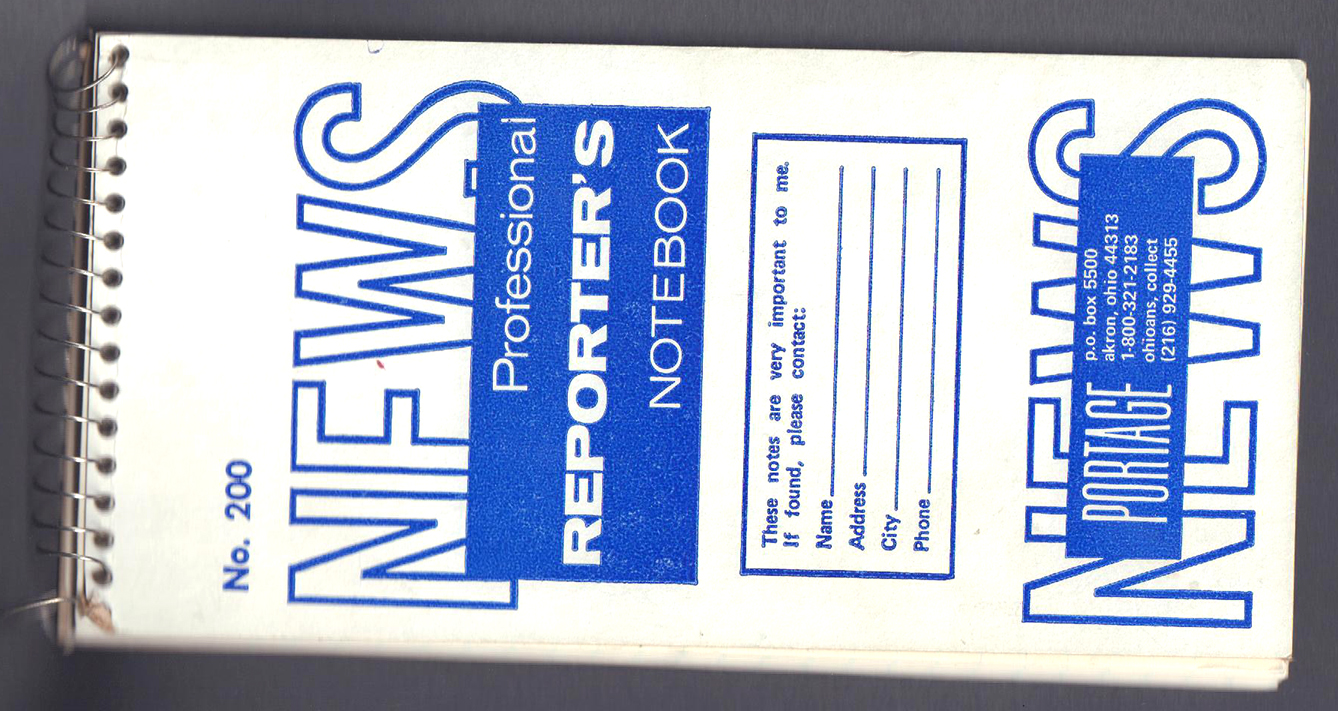 No. 200
NEWS
Professional
REPORTER'S
NOTEBOOK
These notes are very important to me.
If found, please contact:
Name
Address
City
Phone
NEWS
PORTAGE
p.o. box 5500
akron, ohio 44313
1-800-321-2183
ohioans, collect
(216) 929-4455